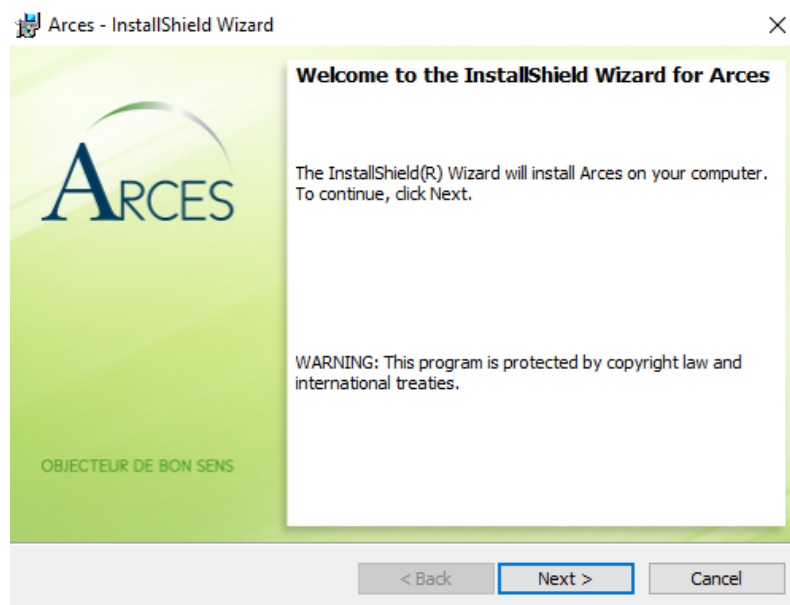 Arces - InstallShield Wizard
Welcome to the InstallShield Wizard for Arces
ARCES
The InstallShield(R) Wizard will install Arces on your computer.
To continue, click Next.
WARNING: This program is protected by copyright law and
international treaties.
OBJECTEUR DE BON SENS
< Back
Next >
Cancel